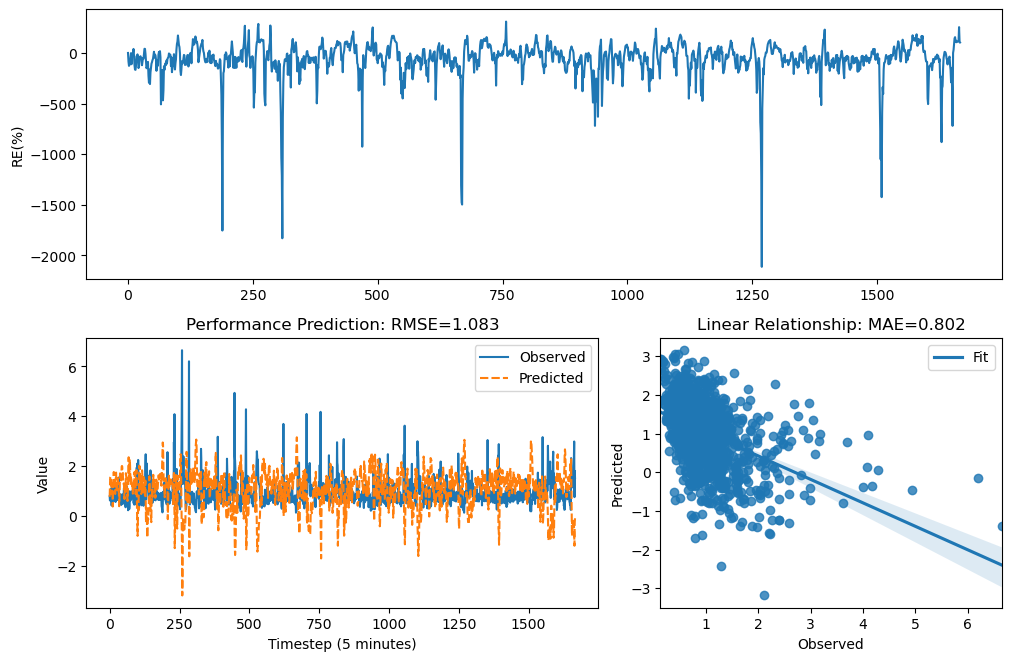 RE(%)
0
−500
−1000
−1500
−2000
0 250 500 750 1000 1250 1500
Performance Prediction: RMSE=1.083
Value
6
4
2
0
−2
Observed
Predicted
0 250 500 750 1000 1250 1500
Timestep (5 minutes)
Linear Relationship: MAE=0.802
Predicted
3
2
1
0
−1
−2
−3
Fit
1 2 3 4 5 6
Observed